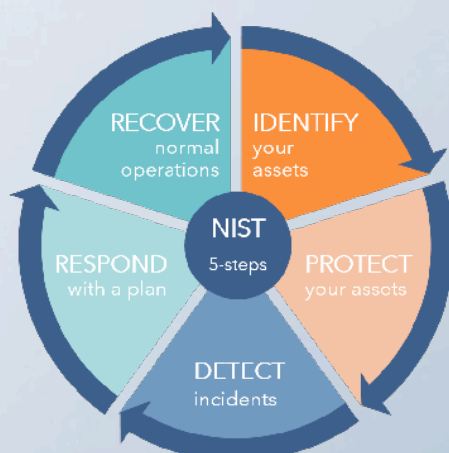 RECOVER
normal
operations
IDENTIFY
your
assets
NIST
5-steps
RESPOND
with a plan
PROTECT
your assets
DETECT
incidents